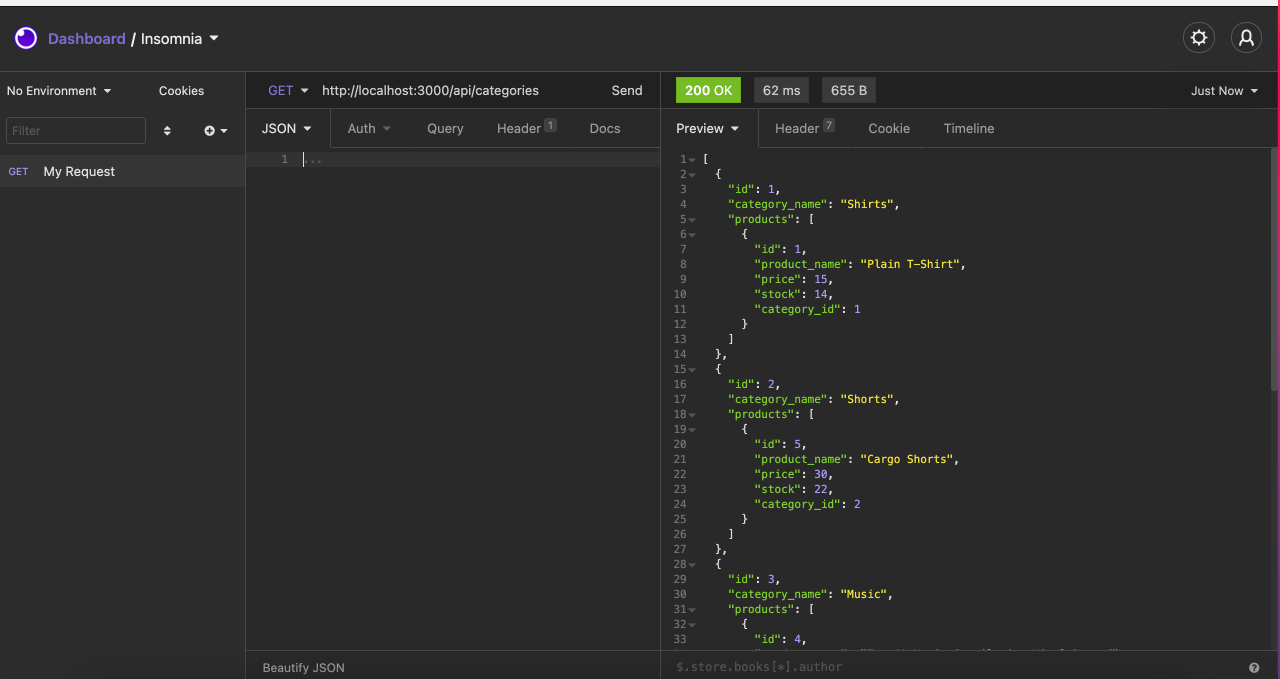 Dashboard / Insomnia
No Environment Cookies
GET http://localhost:3000/api/categories Send
200 OK 62 ms 655 B Just Now
Filter
JSON Auth Query Header 1 Docs
Preview Header 7 Cookie Timeline
GET My Request
1 ...
1 [
2 {
3 "id": 1,
4 "category_name": "Shirts",
5 "products": [
6 {
7 "id": 1,
8 "product_name": "Plain T-Shirt",
9 "price": 15,
10 "stock": 14,
11 "category_id": 1
12 }
13 ]
14 },
15 {
16 "id": 2,
17 "category_name": "Shorts",
18 "products": [
19 {
20 "id": 5,
21 "product_name": "Cargo Shorts",
22 "price": 30,
23 "stock": 22,
24 "category_id": 2
25 }
26 ]
27 },
28 {
29 "id": 3,
30 "category_name": "Music",
31 "products": [
32 {
33 "id": 4,
Beautify JSON
$.store.books[*].author